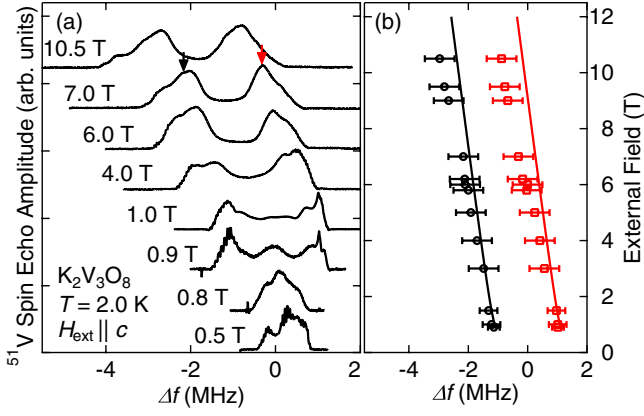 (a)
10.5 T
7.0 T
6.0 T
4.0 T
1.0 T
0.9 T
0.8 T
0.5 T
K2V3O8
T = 2.0 K
Hext || c
51V Spin Echo Amplitude (arb. units)
-4 -2 0 2
Δf (MHz)
(b)
12
10
8
6
4
2
0
External Field (T)
-4 -2 0 2
Δf (MHz)